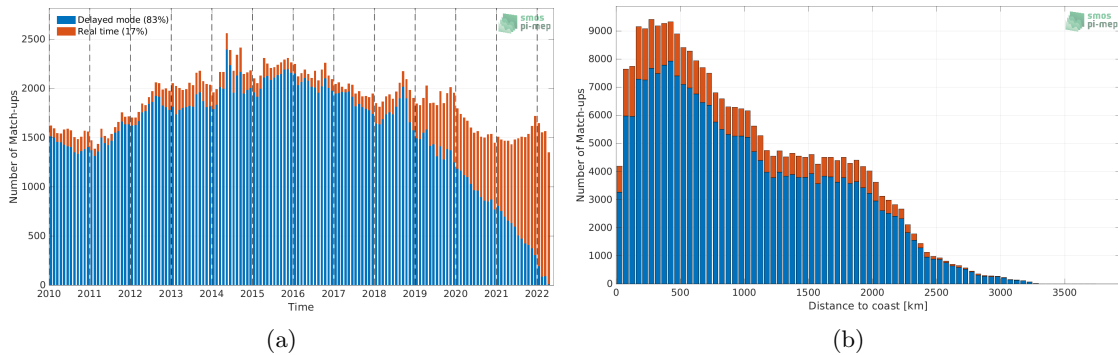 Delayed mode (83%)
Real time (17%)
smos
pi-mep
2500
2000
1500
1000
500
0
Number of Match-ups
2010 2011 2012 2013 2014 2015 2016 2017 2018 2019 2020 2021 2022
Time
(a)
smos
pi-mep
9000
8000
7000
6000
5000
4000
3000
2000
1000
0
Number of Match-ups
0 500 1000 1500 2000 2500 3000 3500
Distance to coast [km]
(b)